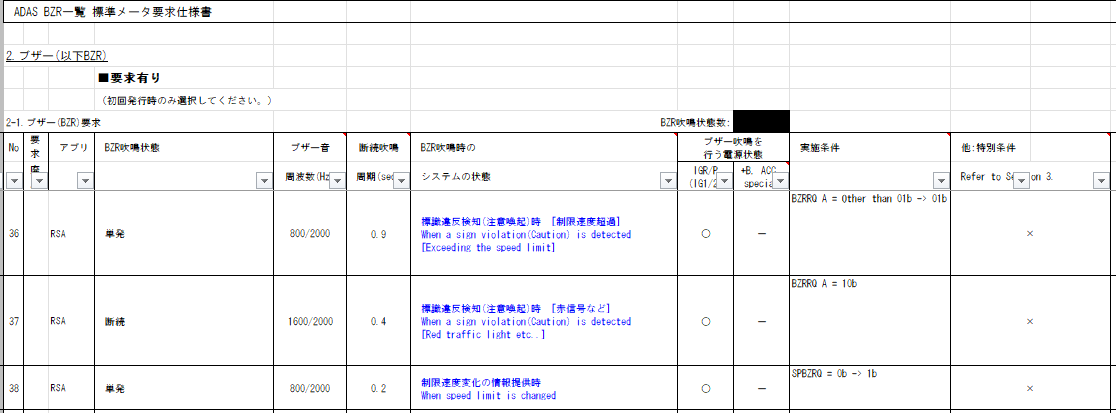 ADAS BZR一覧 標準メータ要求仕様書
2. ブザー(以下BZR)
■要求有り
(初回発行時のみ選択してください。)
2-1. ブザー(BZR)要求
BZR吹鳴状態数:
No
要求
アプリ
BZR吹鳴状態
ブザー音
周波数(Hz
断続吹鳴
周期(sec
BZR吹鳴時の
システムの状態
ブザー吹鳴を
行う電源状態
IGR/P
(IG1/2
+B, ACC
specia
実施条件
他:特別条件
Refer to Se on 3.
36
RSA
単発
800/2000
0.9
標識違反検知(注意喚起)時 [制限速度超過]
When a sign violation(Caution) is detected
[Exceeding the speed limit]
○
－
BZRRQ A = Other than 01b -> 01b
×
37
RSA
断続
1600/2000
0.4
標識違反検知(注意喚起)時 [赤信号など]
When a sign violation(Caution) is detected
[Red traffic light etc..]
○
－
BZRRQ A = 10b
×
38
RSA
単発
800/2000
0.2
制限速度変化の情報提供時
When speed limit is changed
○
－
SPBZRQ = 0b -> 1b
×